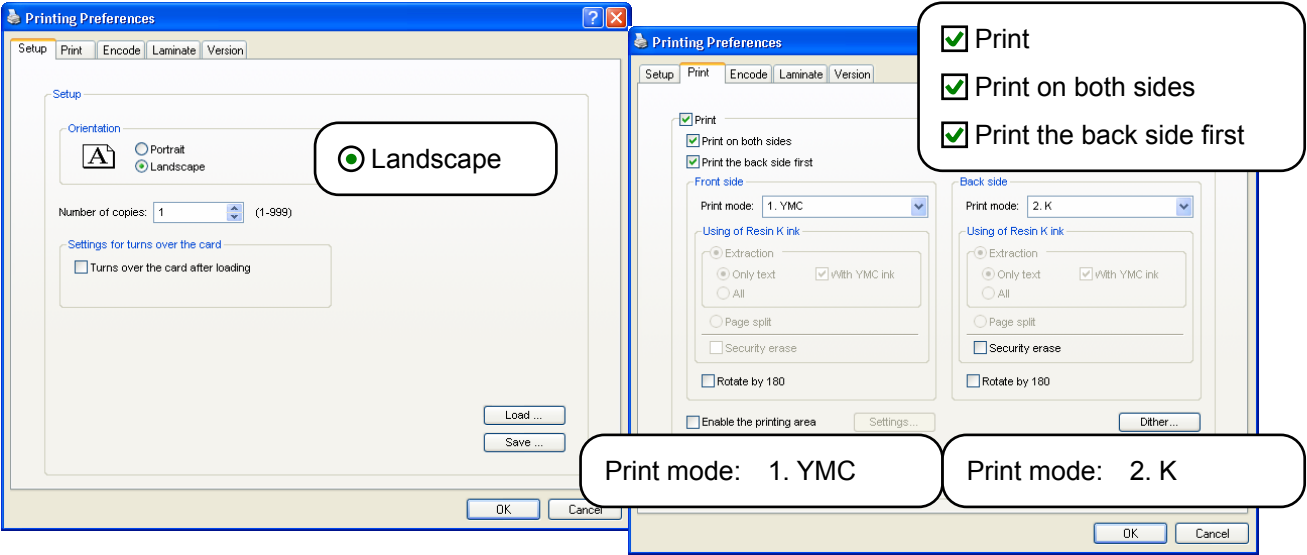 Printing Preferences
Setup Print Encode Laminate Version
Setup
Orientation
A
Portrait
Landscape
Landscape
Number of copies: 1 (1-999)
Settings for turns over the card
Turns over the card after loading
Load ...
Save ...
OK Cancel
Printing Preferences
Setup Print Encode Laminate Version
Print
Print on both sides
Print the back side first
Print
Print on both sides
Print the back side first
Front side
Print mode: 1. YMC
Using of Resin K ink
Extraction
Only text With YMC ink
All
Page split
Security erase
Rotate by 180
Back side
Print mode: 2. K
Using of Resin K ink
Extraction
Only text With YMC ink
All
Page split
Security erase
Rotate by 180
Enable the printing area Settings... Dither...
Print mode: 1. YMC
Print mode: 2. K
OK Cancel